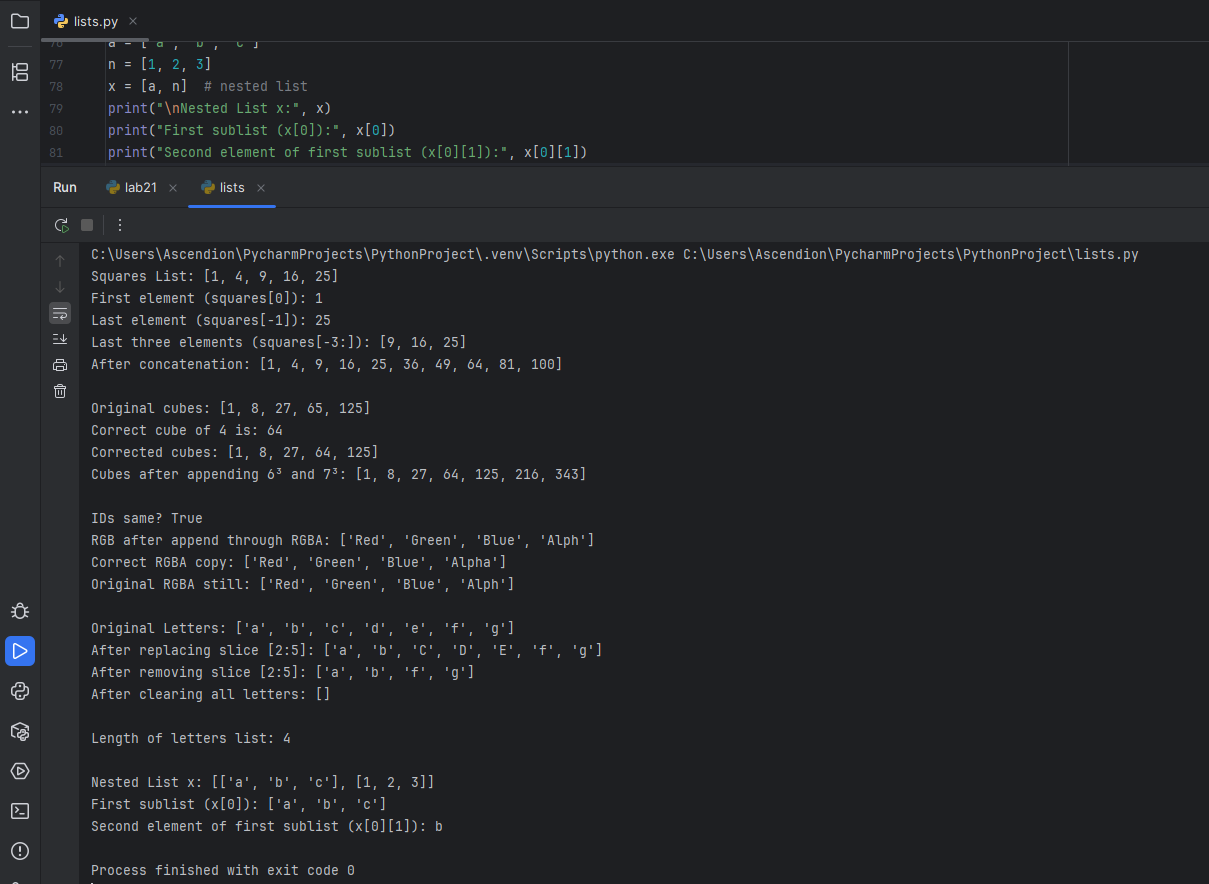 lists.py
76 a = ['a', 'b', 'c']
77 n = [1, 2, 3]
78 x = [a, n]  # nested list
79 print("\nNested List x:", x)
80 print("First sublist (x[0]):", x[0])
81 print("Second element of first sublist (x[0][1]):", x[0][1])
Run lab21 lists
C:\Users\Ascendion\PycharmProjects\PythonProject\.venv\Scripts\python.exe C:\Users\Ascendion\PycharmProjects\PythonProject\lists.py
Squares List: [1, 4, 9, 16, 25]
First element (squares[0]): 1
Last element (squares[-1]): 25
Last three elements (squares[-3:]): [9, 16, 25]
After concatenation: [1, 4, 9, 16, 25, 36, 49, 64, 81, 100]
Original cubes: [1, 8, 27, 65, 125]
Correct cube of 4 is: 64
Corrected cubes: [1, 8, 27, 64, 125]
Cubes after appending 6³ and 7³: [1, 8, 27, 64, 125, 216, 343]
IDs same? True
RGB after append through RGBA: ['Red', 'Green', 'Blue', 'Alph']
Correct RGBA copy: ['Red', 'Green', 'Blue', 'Alpha']
Original RGBA still: ['Red', 'Green', 'Blue', 'Alph']
Original Letters: ['a', 'b', 'c', 'd', 'e', 'f', 'g']
After replacing slice [2:5]: ['a', 'b', 'C', 'D', 'E', 'f', 'g']
After removing slice [2:5]: ['a', 'b', 'f', 'g']
After clearing all letters: []
Length of letters list: 4
Nested List x: [['a', 'b', 'c'], [1, 2, 3]]
First sublist (x[0]): ['a', 'b', 'c']
Second element of first sublist (x[0][1]): b
Process finished with exit code 0